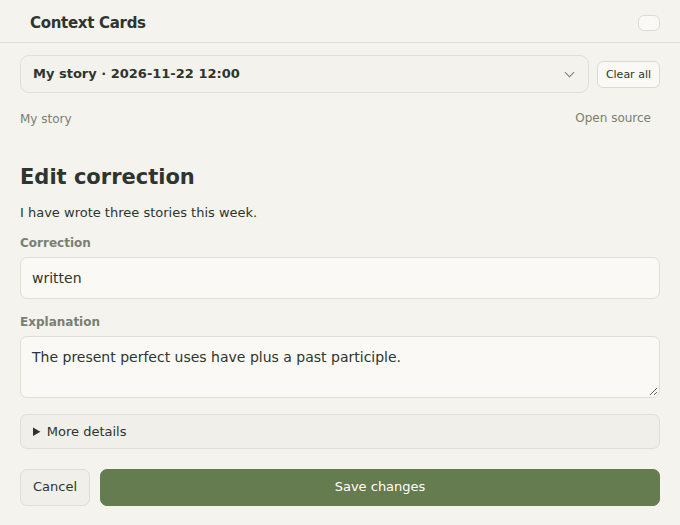 Context Cards
My story · 2026-11-22 12:00
Clear all
My story
Open source
Edit correction
I have wrote three stories this week.
Correction
written
Explanation
The present perfect uses have plus a past participle.
More details
Cancel
Save changes